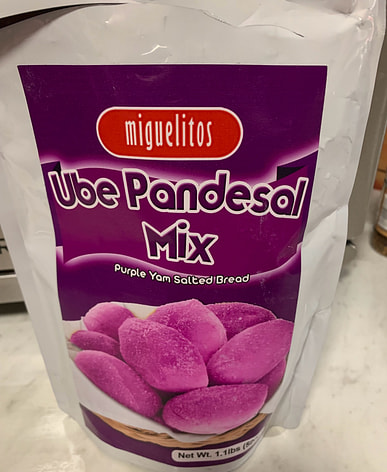 miguelitos
Ube Pandesal
Mix
Purple Yam Salted Bread
Net Wt. 1.1lbs